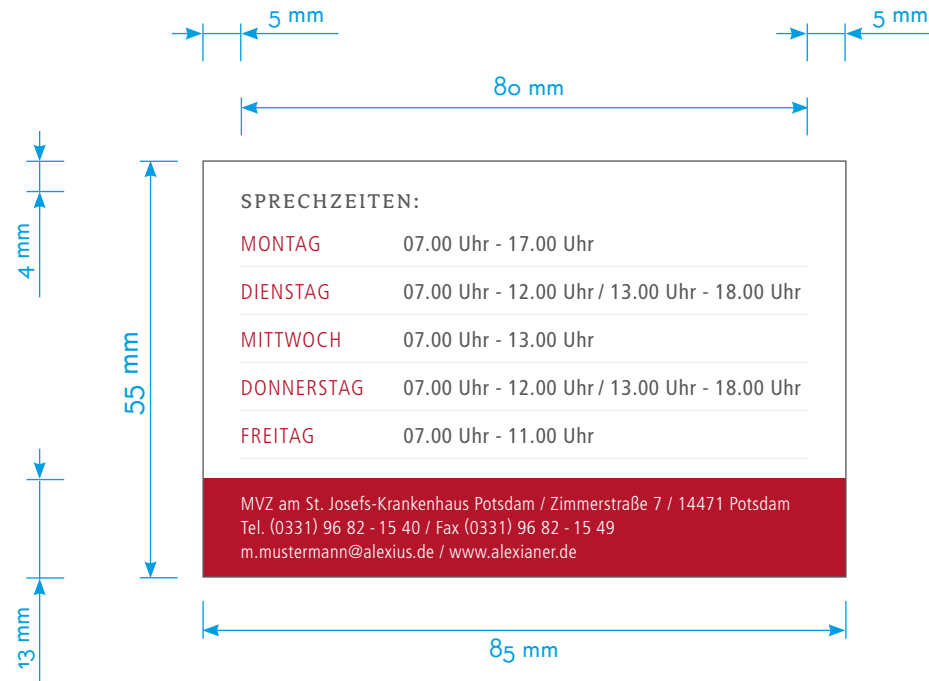 5 mm
5 mm
80 mm
4 mm
55 mm
13 mm
SPRECHZEITEN:
MONTAG 07.00 Uhr - 17.00 Uhr
DIENSTAG 07.00 Uhr - 12.00 Uhr / 13.00 Uhr - 18.00 Uhr
MITTWOCH 07.00 Uhr - 13.00 Uhr
DONNERSTAG 07.00 Uhr - 12.00 Uhr / 13.00 Uhr - 18.00 Uhr
FREITAG 07.00 Uhr - 11.00 Uhr
MVZ am St. Josefs-Krankenhaus Potsdam / Zimmerstraße 7 / 14471 Potsdam
Tel. (0331) 96 82 - 15 40 / Fax (0331) 96 82 - 15 49
m.mustermann@alexius.de / www.alexianer.de
85 mm